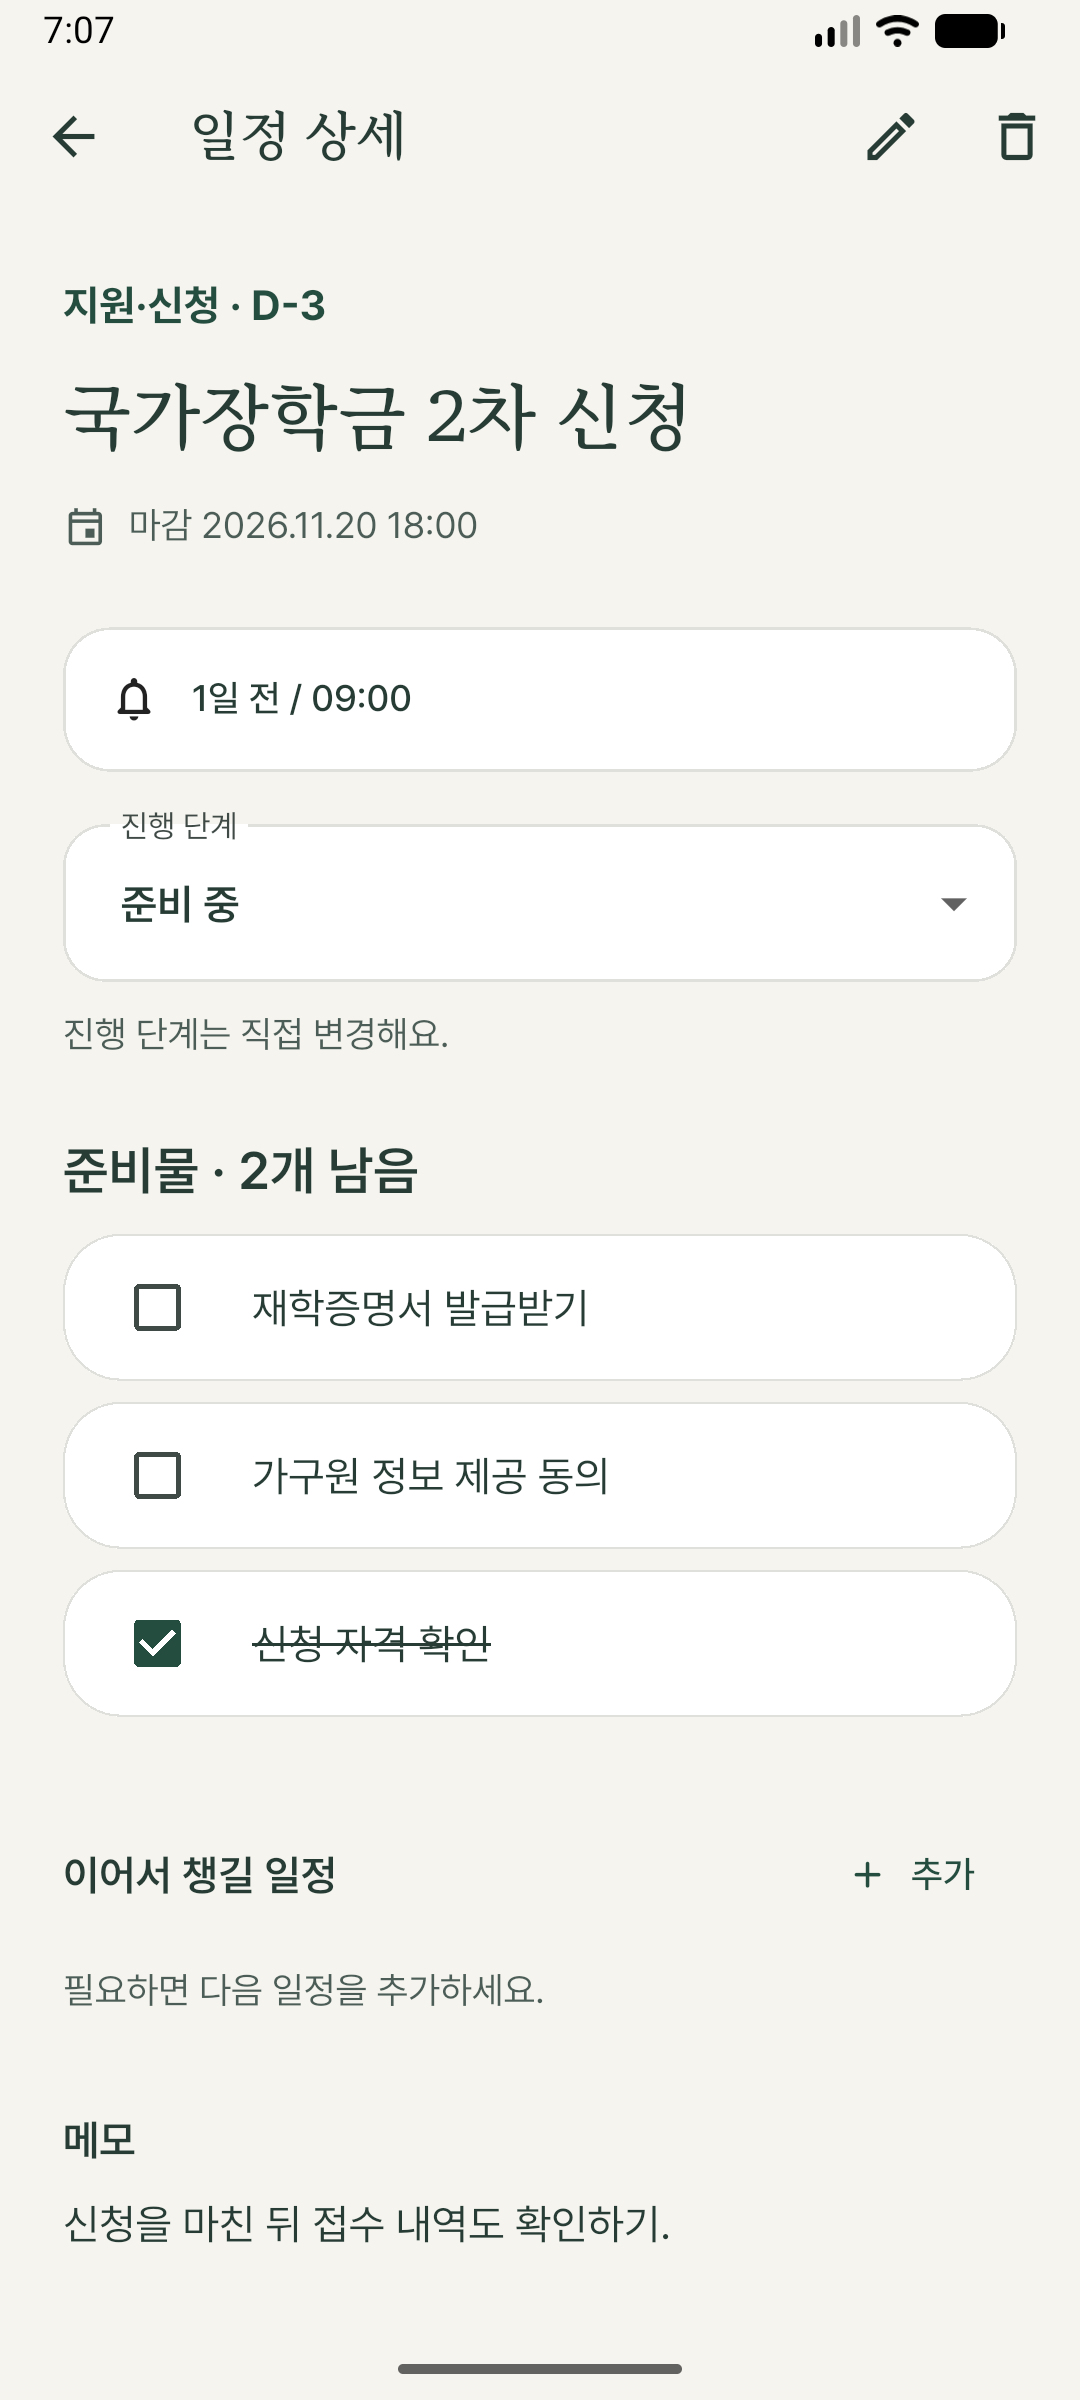 7:07
일정 상세
지원·신청 · D-3
국가장학금 2차 신청
마감 2026.11.20 18:00
1일 전 / 09:00
진행 단계
준비 중
진행 단계는 직접 변경해요.
준비물 · 2개 남음
재학증명서 발급받기
가구원 정보 제공 동의
신청 자격 확인
이어서 챙길 일정
추가
필요하면 다음 일정을 추가하세요.
메모
신청을 마친 뒤 접수 내역도 확인하기.